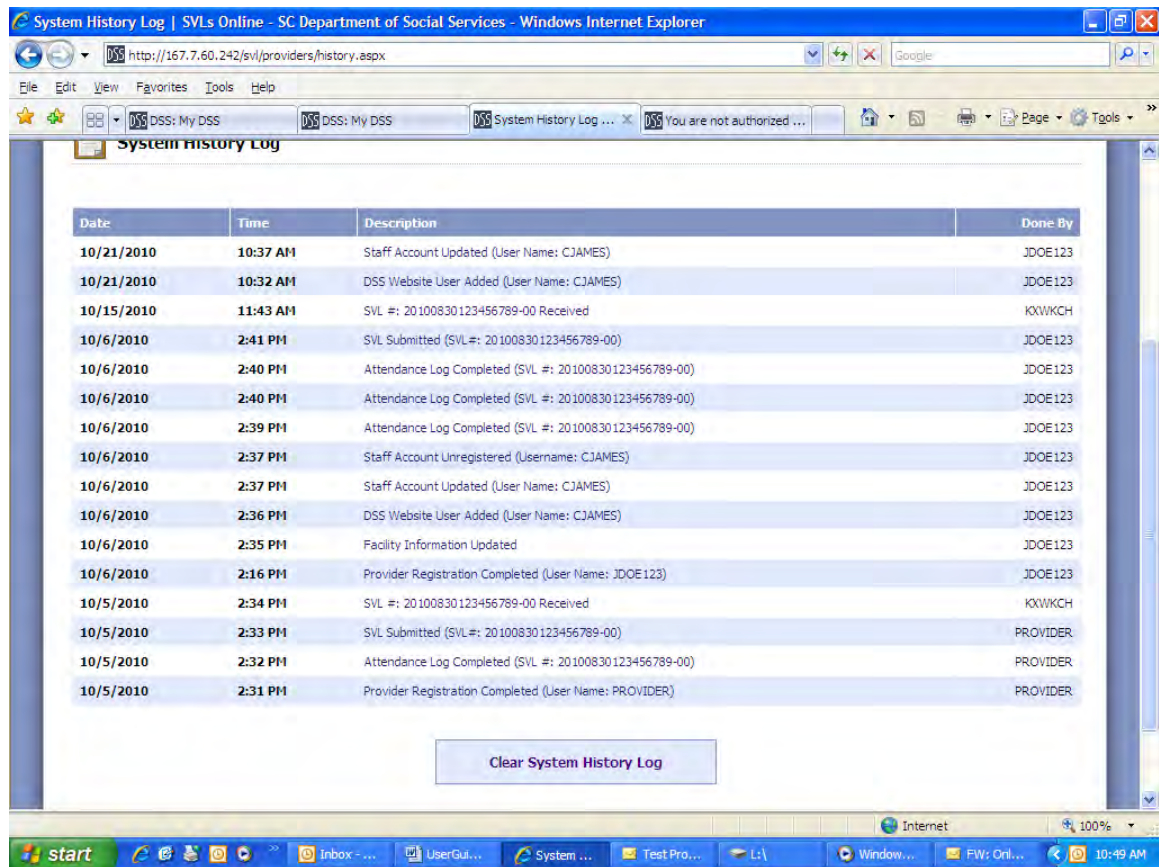 System History Log | SVLs Online - SC Department of Social Services - Windows Internet Explorer
http://167.7.60.242/svl/providers/history.aspx
Google
File Edit View Favorites Tools Help
DSS: My DSS
DSS: My DSS
System History Log ...
You are not authorized ...
Page
Tools
System History Log
Date Time Description Done By
10/21/2010 10:37 AM Staff Account Updated (User Name: CJAMES) JDOE123
10/21/2010 10:32 AM DSS Website User Added (User Name: CJAMES) JDOE123
10/15/2010 11:43 AM SVL #: 20100830123456789-00 Received KXWKCH
10/6/2010 2:41 PM SVL Submitted (SVL#: 20100830123456789-00) JDOE123
10/6/2010 2:40 PM Attendance Log Completed (SVL #: 20100830123456789-00) JDOE123
10/6/2010 2:40 PM Attendance Log Completed (SVL #: 20100830123456789-00) JDOE123
10/6/2010 2:39 PM Attendance Log Completed (SVL #: 20100830123456789-00) JDOE123
10/6/2010 2:37 PM Staff Account Unregistered (Username: CJAMES) JDOE123
10/6/2010 2:37 PM Staff Account Updated (User Name: CJAMES) JDOE123
10/6/2010 2:36 PM DSS Website User Added (User Name: CJAMES) JDOE123
10/6/2010 2:35 PM Facility Information Updated JDOE123
10/6/2010 2:16 PM Provider Registration Completed (User Name: JDOE123) JDOE123
10/5/2010 2:34 PM SVL #: 20100830123456789-00 Received KXWKCH
10/5/2010 2:33 PM SVL Submitted (SVL#: 20100830123456789-00) PROVIDER
10/5/2010 2:32 PM Attendance Log Completed (SVL #: 20100830123456789-00) PROVIDER
10/5/2010 2:31 PM Provider Registration Completed (User Name: PROVIDER) PROVIDER
Clear System History Log
Internet 100%
start Inbox - ... UserGui... System ... Test Pro... L:\ Window... FW: Onl... 10:49 AM